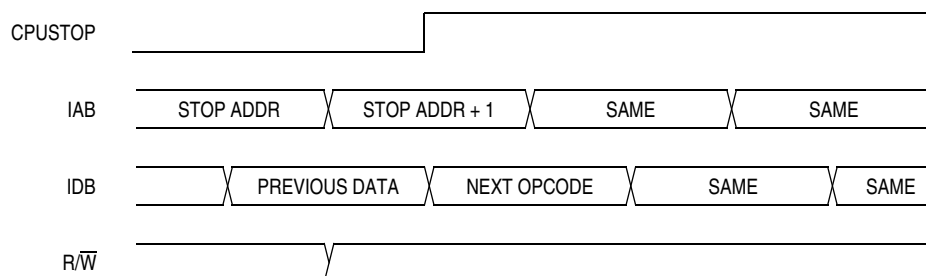 CPUSTOP
IAB STOP ADDR STOP ADDR + 1 SAME SAME
IDB PREVIOUS DATA NEXT OPCODE SAME SAME
R/W̅